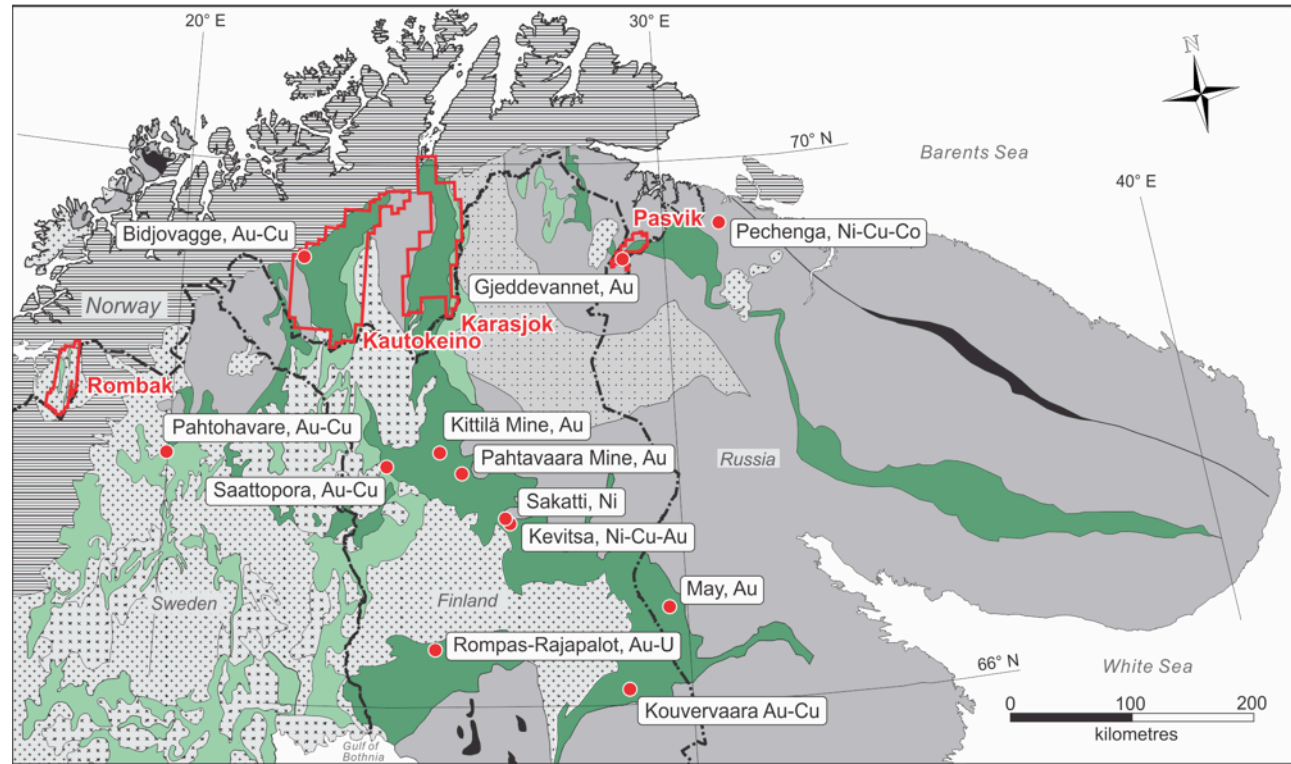 20° E
30° E
N
70° N
Barents Sea
40° E
Bidjovagge, Au-Cu
Pasvik
Pechenga, Ni-Cu-Co
Gjeddevannet, Au
Norway
Karasjok
Kautokeino
Rombak
Pahtohavare, Au-Cu
Kittilä Mine, Au
Pahtavaara Mine, Au
Russia
Saattopora, Au-Cu
Sakatti, Ni
Kevitsa, Ni-Cu-Au
May, Au
Sweden
Finland
Rompas-Rajapalot, Au-U
66° N
White Sea
Kouvervaara Au-Cu
0 100 200
kilometres
Gulf of
Bothnia